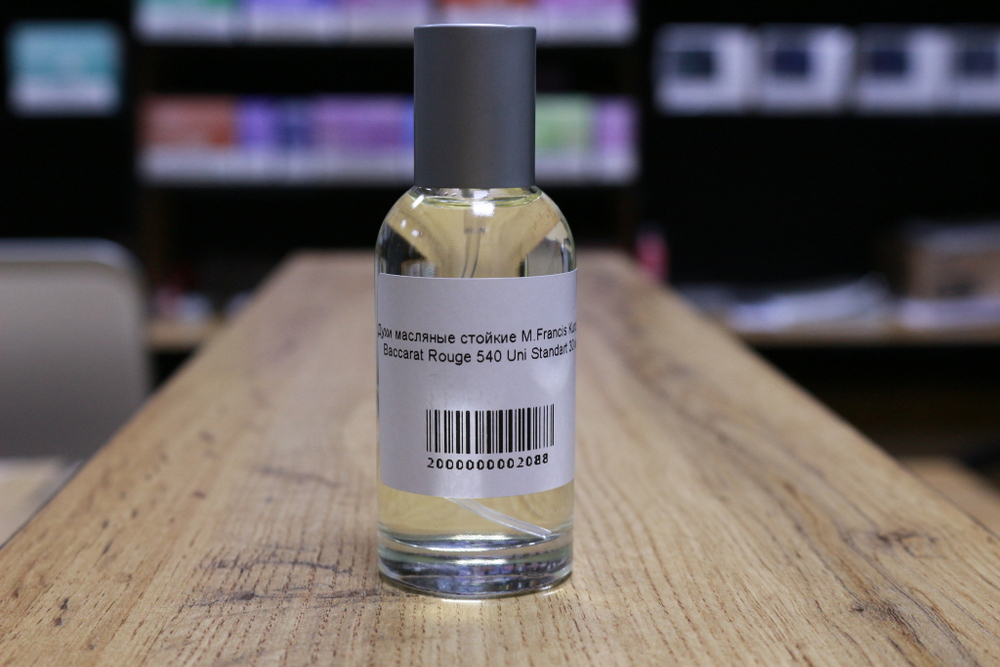 Духи масляные стойкие M.Francis
Baccarat Rouge 540 Uni Standart
2000000002088